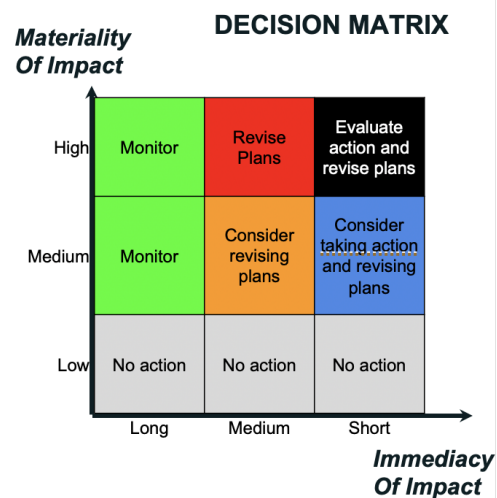 DECISION MATRIX
Materiality
Of Impact
High
Monitor
Revise
Plans
Evaluate
action and
revise plans
Medium
Monitor
Consider
revising
plans
Consider
taking action
and revising
plans
Low
No action
No action
No action
Long
Medium
Short
Immediacy
Of Impact